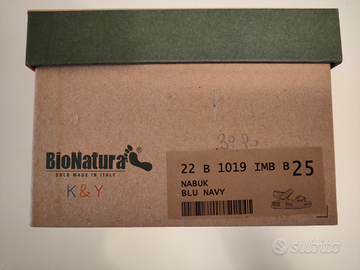 BioNatura
SOLO MADE IN ITALY
K & Y
22 B 1019 IMB B 25
NABUK
BLU NAVY
subito